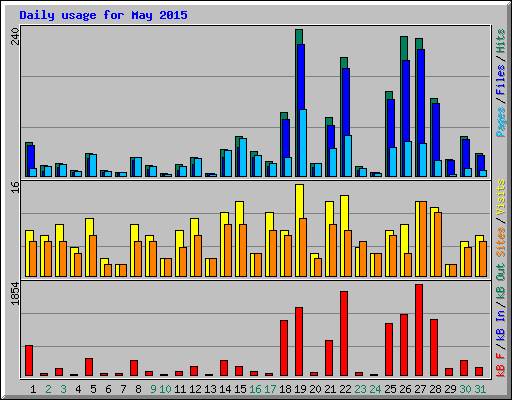 Daily usage for May 2015
240
Pages / Files / Hits
16
Sites / Visits
1854
kB F / kB In / kB Out
1 2 3 4 5 6 7 8 9 10 11 12 13 14 15 16 17 18 19 20 21 22 23 24 25 26 27 28 29 30 31